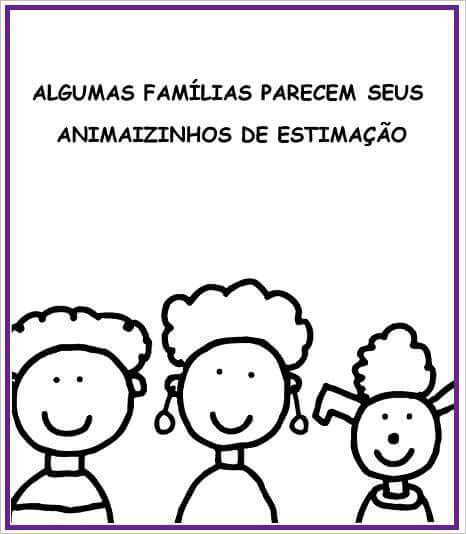 ALGUMAS FAMÍLIAS PARECEM SEUS
ANIMAIZINHOS DE ESTIMAÇÃO